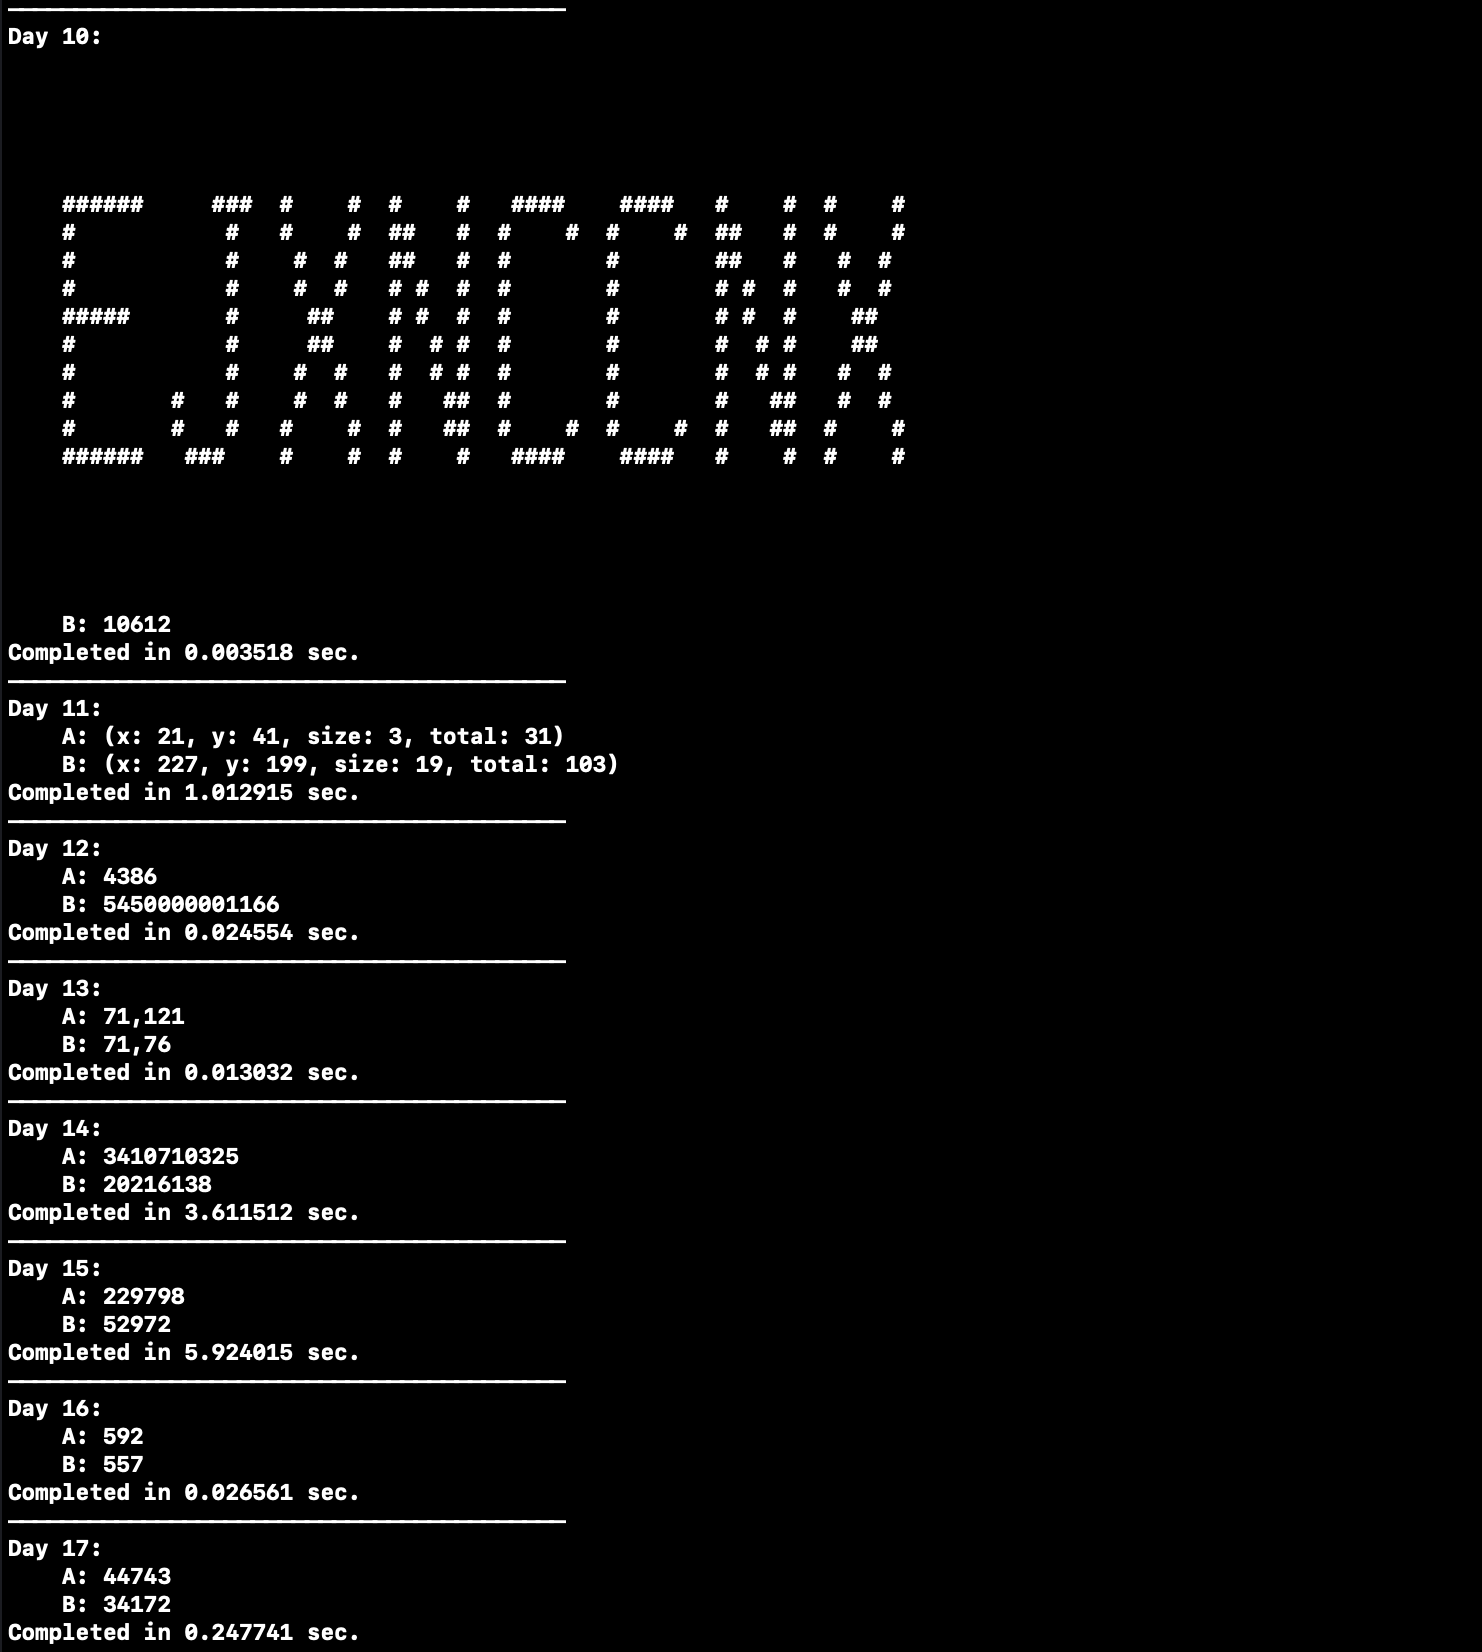 Day 10:
######     ###  #    #  #    #   ####    ####   #    #  #    #
#           #   #    #  ##   #  #    #  #    #  ##   #  #    #
#           #    #  #   ##   #  #       #       ##   #   #  #
#           #    #  #   # #  #  #       #       # #  #   #  #
#####       #     ##    # #  #  #       #       # #  #    ##
#           #     ##    #  # #  #       #       #  # #    ##
#           #    #  #   #  # #  #       #       #  # #   #  #
#       #   #    #  #   #   ##  #       #       #   ##   #  #
#       #   #   #    #  #   ##  #    #  #    #  #   ##  #    #
######   ###    #    #  #    #   ####    ####   #    #  #    #
B: 10612
Completed in 0.003518 sec.
Day 11:
A: (x: 21, y: 41, size: 3, total: 31)
B: (x: 227, y: 199, size: 19, total: 103)
Completed in 1.012915 sec.
Day 12:
A: 4386
B: 5450000001166
Completed in 0.024554 sec.
Day 13:
A: 71,121
B: 71,76
Completed in 0.013032 sec.
Day 14:
A: 3410710325
B: 20216138
Completed in 3.611512 sec.
Day 15:
A: 229798
B: 52972
Completed in 5.924015 sec.
Day 16:
A: 592
B: 557
Completed in 0.026561 sec.
Day 17:
A: 44743
B: 34172
Completed in 0.247741 sec.